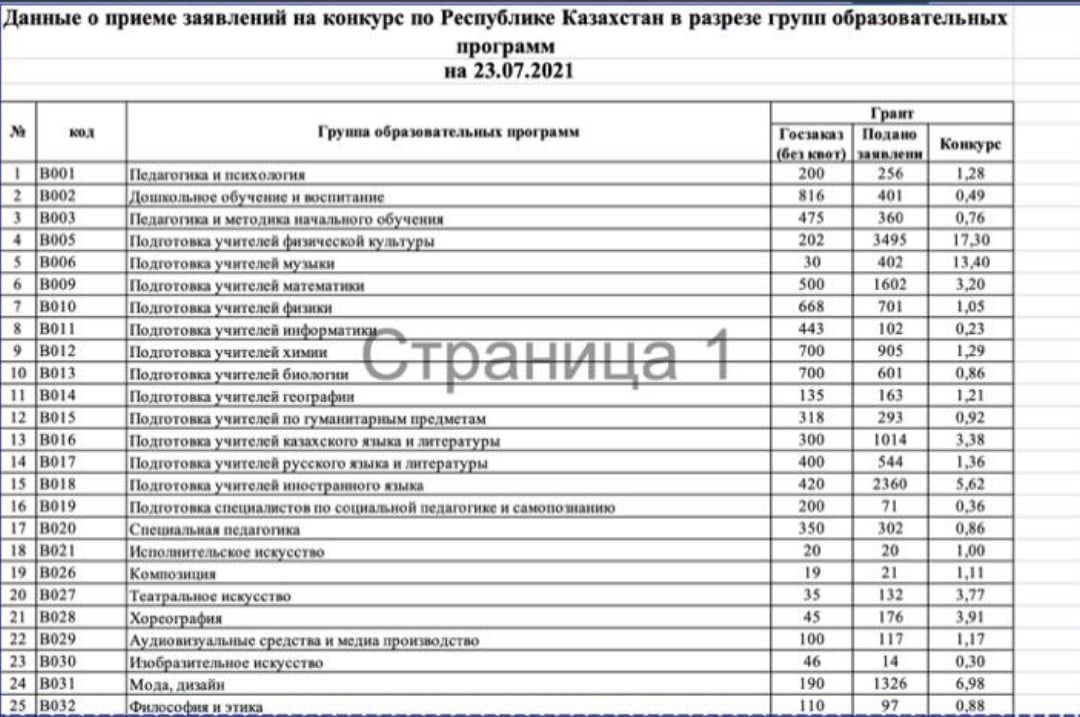 Данные о приеме заявлений на конкурс по Республике Казахстан в разрезе групп образовательных
программ
на 23.07.2021
№ код Группа образовательных программ Грант
Госзаказ (без квот) Подано заявлени Конкурс
1 B001 Педагогика и психология 200 256 1,28
2 B002 Дошкольное обучение и воспитание 816 401 0,49
3 B003 Педагогика и методика начального обучения 475 360 0,76
4 B005 Подготовка учителей физической культуры 202 3495 17,30
5 B006 Подготовка учителей музыки 30 402 13,40
6 B009 Подготовка учителей математики 500 1602 3,20
7 B010 Подготовка учителей физики 668 701 1,05
8 B011 Подготовка учителей информатики 443 102 0,23
9 B012 Подготовка учителей химии 700 905 1,29
Страница 1
10 B013 Подготовка учителей биологии 700 601 0,86
11 B014 Подготовка учителей географии 135 163 1,21
12 B015 Подготовка учителей по гуманитарным предметам 318 293 0,92
13 B016 Подготовка учителей казахского языка и литературы 300 1014 3,38
14 B017 Подготовка учителей русского языка и литературы 400 544 1,36
15 B018 Подготовка учителей иностранного языка 420 2360 5,62
16 B019 Подготовка специалистов по социальной педагогике и самопознанию 200 71 0,36
17 B020 Специальная педагогика 350 302 0,86
18 B021 Исполнительское искусство 20 20 1,00
19 B026 Композиция 19 21 1,11
20 B027 Театральное искусство 35 132 3,77
21 B028 Хореография 45 176 3,91
22 B029 Аудиовизуальные средства и медиа производство 100 117 1,17
23 B030 Изобразительное искусство 46 14 0,30
24 B031 Мода, дизайн 190 1326 6,98
25 B032 Философия и этика 110 97 0,88